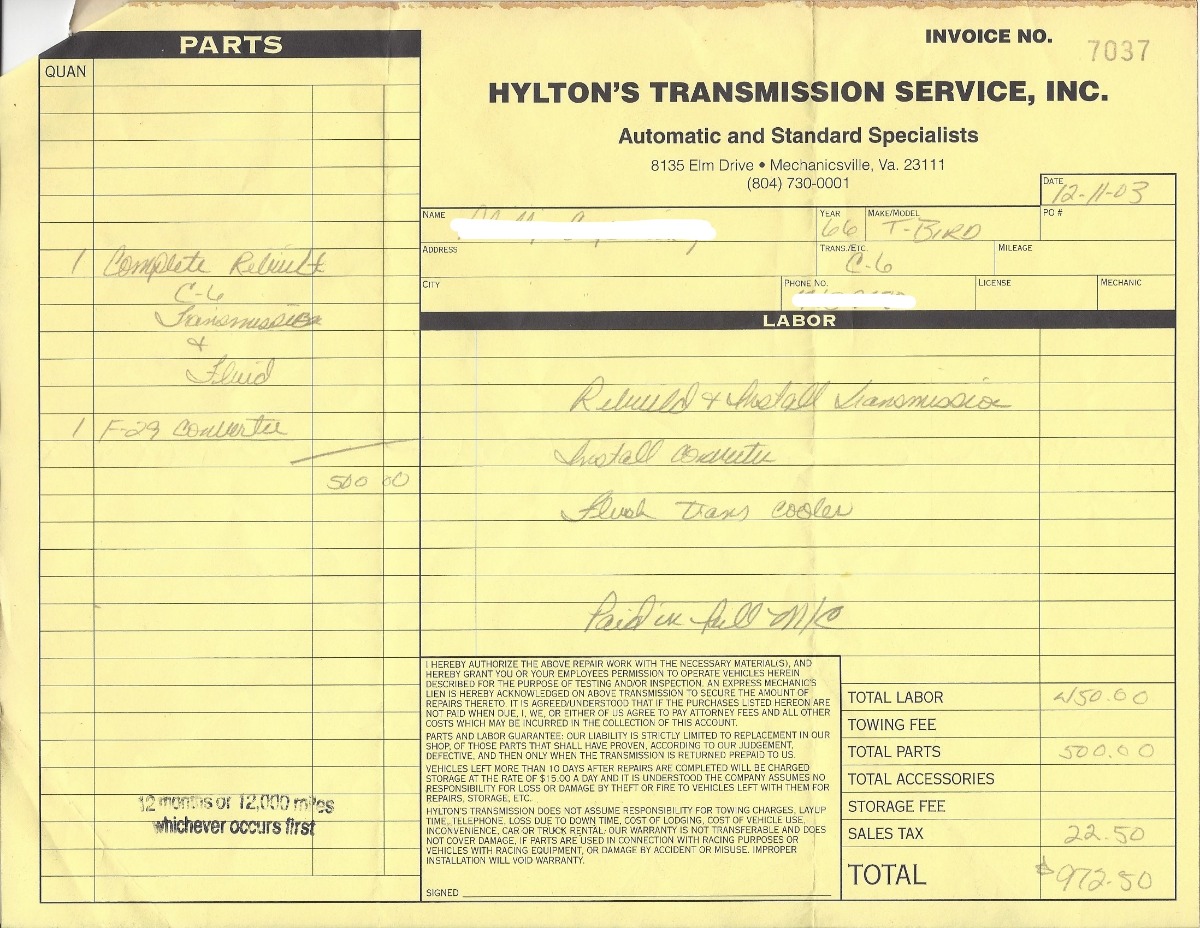 PARTS
QUAN
1 Complete Rebuilt
C-6
Transmission
&
Fluid
1 F-29 Converter
500 00
12 months or 12,000 miles
whichever occurs first
INVOICE NO. 7037
HYLTON'S TRANSMISSION SERVICE, INC.
Automatic and Standard Specialists
8135 Elm Drive • Mechanicsville, Va. 23111
(804) 730-0001
DATE 12-11-03
NAME YEAR 66 MAKE/MODEL T-BIRD PO #
ADDRESS TRANS./ETC. C-6 MILEAGE
CITY PHONE NO. LICENSE MECHANIC
LABOR
Rebuild & Install Transmission
Install Converter
Flush Trans Cooler
Paid in full M/C
I HEREBY AUTHORIZE THE ABOVE REPAIR WORK WITH THE NECESSARY MATERIAL(S), AND
HEREBY GRANT YOU OR YOUR EMPLOYEES PERMISSION TO OPERATE VEHICLES HEREIN
DESCRIBED FOR THE PURPOSE OF TESTING AND/OR INSPECTION. AN EXPRESS MECHANIC'S
LIEN IS HEREBY ACKNOWLEDGED ON ABOVE TRANSMISSION TO SECURE THE AMOUNT OF
REPAIRS THERETO. IT IS AGREED/UNDERSTOOD THAT IF THE PURCHASES LISTED HEREON ARE
NOT PAID WHEN DUE, I, WE, OR EITHER OF US AGREE TO PAY ATTORNEY FEES AND ALL OTHER
COSTS WHICH MAY BE INCURRED IN THE COLLECTION OF THIS ACCOUNT.
PARTS AND LABOR GUARANTEE: OUR LIABILITY IS STRICTLY LIMITED TO REPLACEMENT IN OUR
SHOP, OF THOSE PARTS THAT SHALL HAVE PROVEN, ACCORDING TO OUR JUDGEMENT,
DEFECTIVE, AND THEN ONLY WHEN THE TRANSMISSION IS RETURNED PREPAID TO US.
VEHICLES LEFT MORE THAN 10 DAYS AFTER REPAIRS ARE COMPLETED WILL BE CHARGED
STORAGE AT THE RATE OF $15.00 A DAY AND IT IS UNDERSTOOD THE COMPANY ASSUMES NO
RESPONSIBILITY FOR LOSS OR DAMAGE BY THEFT OR FIRE TO VEHICLES LEFT WITH THEM FOR
REPAIRS, STORAGE, ETC.
HYLTON'S TRANSMISSION DOES NOT ASSUME RESPONSIBILITY FOR TOWING CHARGES, LAYUP
TIME, TELEPHONE, LOSS DUE TO DOWN TIME, COST OF LODGING, COST OF VEHICLE USE,
INCONVENIENCE, CAR OR TRUCK RENTAL. OUR WARRANTY IS NOT TRANSFERABLE AND DOES
NOT COVER DAMAGE, IF PARTS ARE USED IN CONNECTION WITH RACING PURPOSES OR
VEHICLES WITH RACING EQUIPMENT, OR DAMAGE BY ACCIDENT OR MISUSE. IMPROPER
INSTALLATION WILL VOID WARRANTY.
SIGNED
TOTAL LABOR 450.00
TOWING FEE
TOTAL PARTS 500.00
TOTAL ACCESSORIES
STORAGE FEE
SALES TAX 22.50
TOTAL $972.50